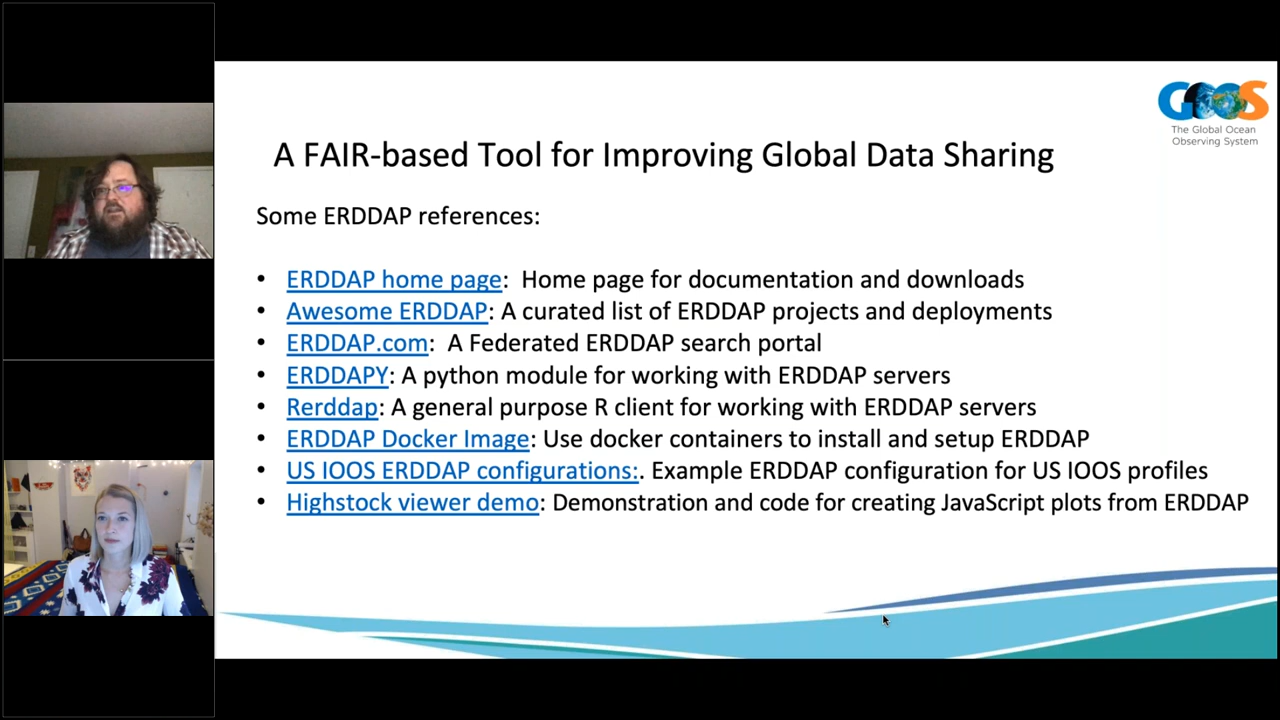 GOOS
The Global Ocean
Observing System
A FAIR-based Tool for Improving Global Data Sharing
Some ERDDAP references:
• ERDDAP home page:  Home page for documentation and downloads
• Awesome ERDDAP: A curated list of ERDDAP projects and deployments
• ERDDAP.com:  A Federated ERDDAP search portal
• ERDDAPY: A python module for working with ERDDAP servers
• Rerddap: A general purpose R client for working with ERDDAP servers
• ERDDAP Docker Image: Use docker containers to install and setup ERDDAP
• US IOOS ERDDAP configurations:. Example ERDDAP configuration for US IOOS profiles
• Highstock viewer demo: Demonstration and code for creating JavaScript plots from ERDDAP